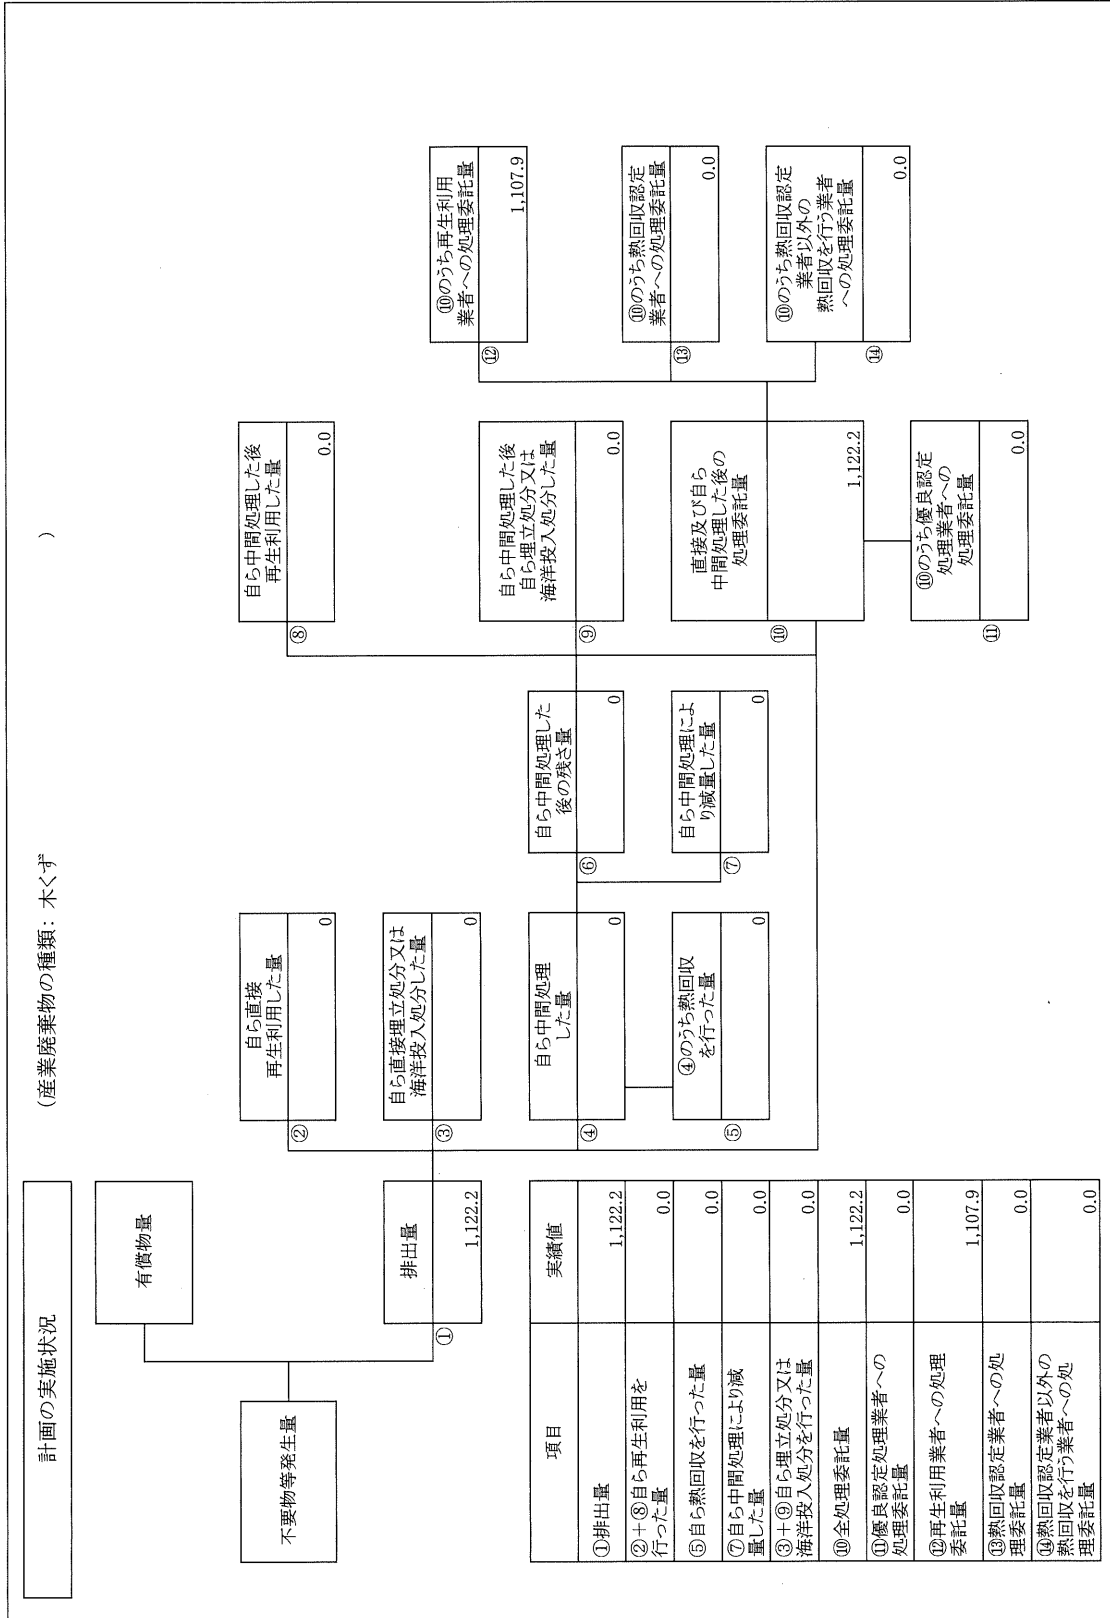 計画の実施状況
(産業廃棄物の種類: 木くず
)
不要物等発生量
有償物量
①
排出量
1,122.2
②
自ら直接
再生利用した量
0
③
自ら直接埋立処分又は
海洋投入処分した量
0
④
自ら中間処理
した量
0
⑤
④のうち熱回収
を行った量
0
⑥
自ら中間処理した
後の残さ量
0
⑦
自ら中間処理によ
り減量した量
0
⑧
自ら中間処理した後
再生利用した量
0.0
⑨
自ら中間処理した後
自ら埋立処分又は
海洋投入処分した量
0.0
⑩
直接及び自ら
中間処理した後の
処理委託量
1,122.2
⑪
⑩のうち優良認定
処理業者への
処理委託量
0.0
⑫
⑩のうち再生利用
業者への処理委託量
1,107.9
⑬
⑩のうち熱回収認定
業者への処理委託量
0.0
⑭
⑩のうち熱回収認定
業者以外の
熱回収を行う業者
への処理委託量
0.0
項目 実績値
①排出量 1,122.2
②+⑧自ら再生利用を
行った量 0.0
⑤自ら熱回収を行った量 0.0
⑦自ら中間処理により減
量した量 0.0
③+⑨自ら埋立処分又は
海洋投入処分を行った量 0.0
⑩全処理委託量 1,122.2
⑪優良認定処理業者への
処理委託量 0.0
⑫再生利用業者への処理
委託量 1,107.9
⑬熱回収認定業者への処
理委託量 0.0
⑭熱回収認定業者以外の
熱回収を行う業者への処
理委託量 0.0